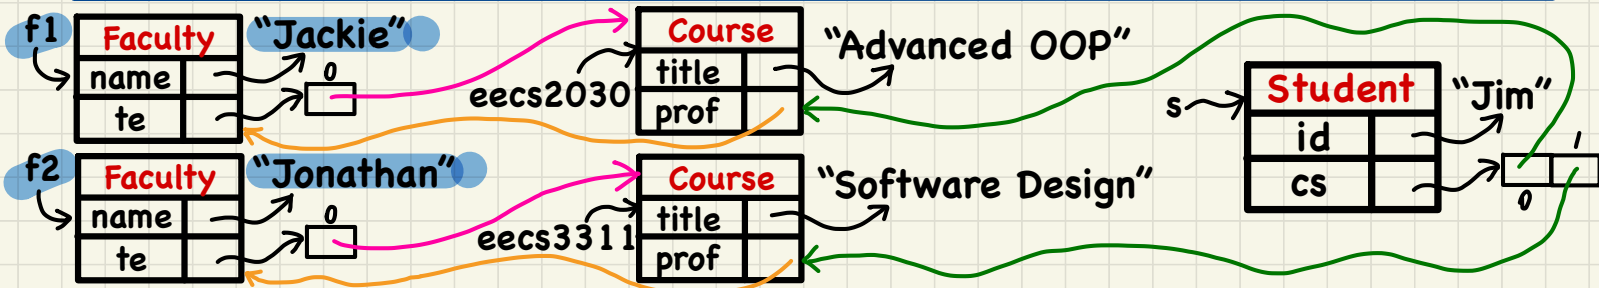 f1 Faculty "Jackie" Course "Advanced OOP"
name 0 title
te eecs2030 prof
s Student "Jim"
id
cs 0 1
f2 Faculty "Jonathan" Course "Software Design"
name 0 title
te eecs3311 prof